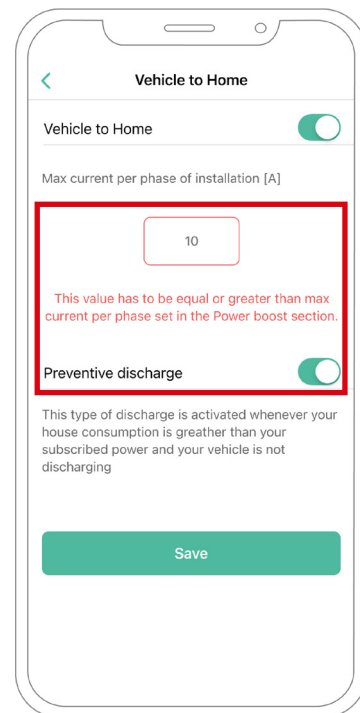 Vehicle to Home
Vehicle to Home
Max current per phase of installation [A]
10
This value has to be equal or greater than max
current per phase set in the Power boost section.
Preventive discharge
This type of discharge is activated whenever your
house consumption is greather than your
subscribed power and your vehicle is not
discharging
Save